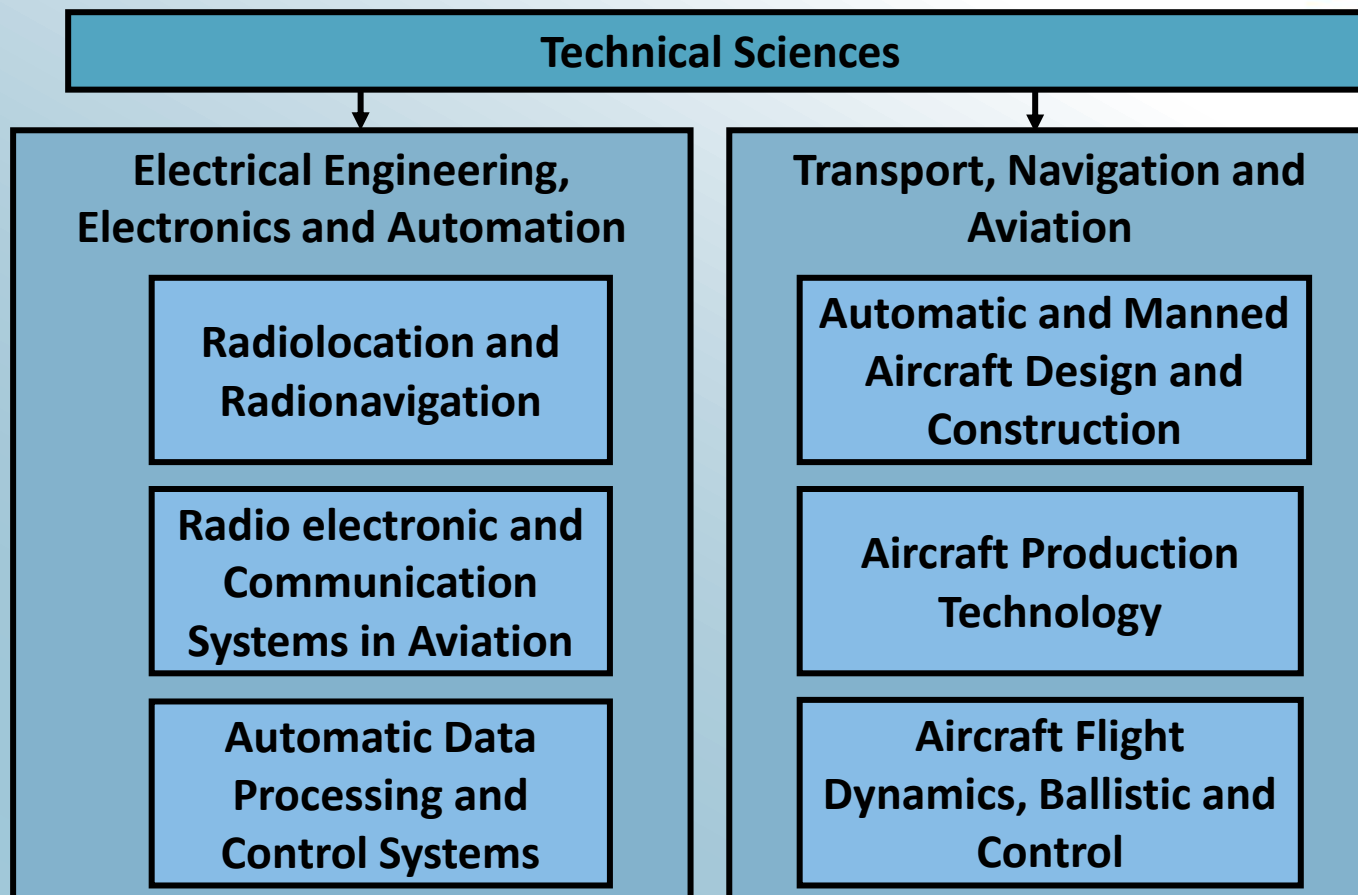 Technical Sciences
Electrical Engineering,
Electronics and Automation
Radiolocation and
Radionavigation
Radio electronic and
Communication
Systems in Aviation
Automatic Data
Processing and
Control Systems
Transport, Navigation and
Aviation
Automatic and Manned
Aircraft Design and
Construction
Aircraft Production
Technology
Aircraft Flight
Dynamics, Ballistic and
Control